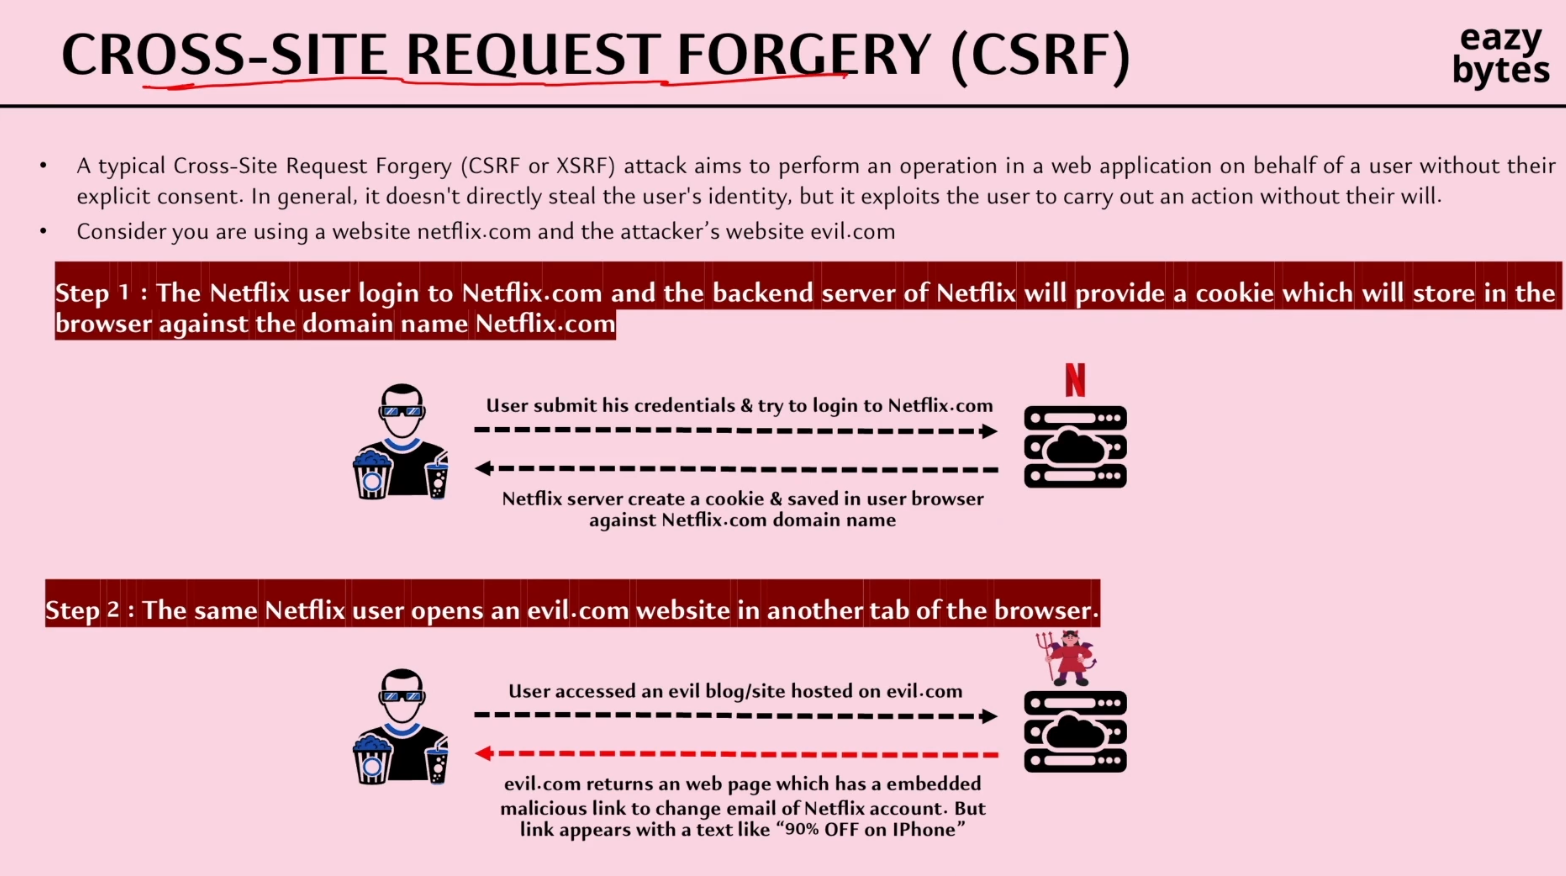 CROSS-SITE REQUEST FORGERY (CSRF)
eazy
bytes
• A typical Cross-Site Request Forgery (CSRF or XSRF) attack aims to perform an operation in a web application on behalf of a user without their
explicit consent. In general, it doesn't directly steal the user's identity, but it exploits the user to carry out an action without their will.
• Consider you are using a website netflix.com and the attacker’s website evil.com
Step 1 : The Netflix user login to Netflix.com and the backend server of Netflix will provide a cookie which will store in the
browser against the domain name Netflix.com
N
User submit his credentials & try to login to Netflix.com
Netflix server create a cookie & saved in user browser
against Netflix.com domain name
Step 2 : The same Netflix user opens an evil.com website in another tab of the browser.
User accessed an evil blog/site hosted on evil.com
evil.com returns an web page which has a embedded
malicious link to change email of Netflix account. But
link appears with a text like “90% OFF on IPhone”